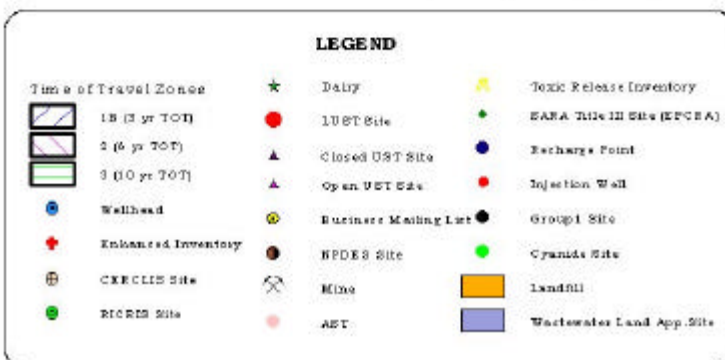 LEGEND
Time of Travel Zones
1B (3 yr TOT)
2 (6 yr TOT)
3 (10 yr TOT)
Wellhead
Enhanced Inventory
CERCLIS Site
RICRIS Site
Dairy
LUST Site
Closed UST Site
Open UST Site
Business Mailing List
NPDES Site
Mine
AST
Toxic Release Inventory
SARA Title III Site (EPCRA)
Recharge Point
Injection Well
Group1 Site
Cyanide Site
Landfill
Wastewater Land App. Site